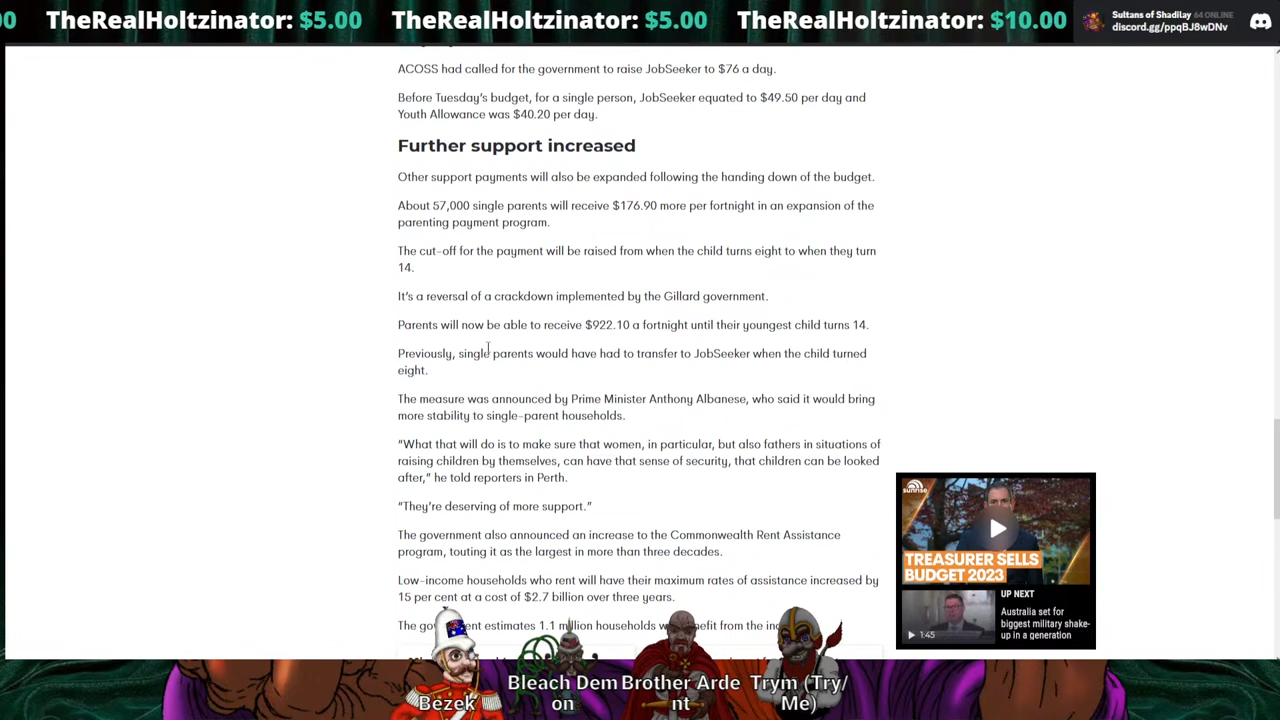 TheRealHoltzinator: $5.00 TheRealHoltzinator: $5.00 TheRealHoltzinator: $10.00
Sultans of Shadilay 64 ONLINE
discord.gg/ppqBJ8wDNv
ACOSS had called for the government to raise JobSeeker to $76 a day.
Before Tuesday's budget, for a single person, JobSeeker equated to $49.50 per day and
Youth Allowance was $40.20 per day.
Further support increased
Other support payments will also be expanded following the handing down of the budget.
About 57,000 single parents will receive $176.90 more per fortnight in an expansion of the
parenting payment program.
The cut-off for the payment will be raised from when the child turns eight to when they turn
14.
It's a reversal of a crackdown implemented by the Gillard government.
Parents will now be able to receive $922.10 a fortnight until their youngest child turns 14.
Previously, single parents would have had to transfer to JobSeeker when the child turned
eight.
The measure was announced by Prime Minister Anthony Albanese, who said it would bring
more stability to single-parent households.
"What that will do is to make sure that women, in particular, but also fathers in situations of
raising children by themselves, can have that sense of security, that children can be looked
after," he told reporters in Perth.
"They're deserving of more support."
The government also announced an increase to the Commonwealth Rent Assistance
program, touting it as the largest in more than three decades.
Low-income households who rent will have their maximum rates of assistance increased by
15 per cent at a cost of $2.7 billion over three years.
estimates 1.1 million households benefit from the
sunrise
TREASURER SELLS
BUDGET 2023
UP NEXT
Australia set for
biggest military shake-
up in a generation
1:45
Bezek
Bleach Dem
on
Brother Arde
nt
Trym (Try/
Me)